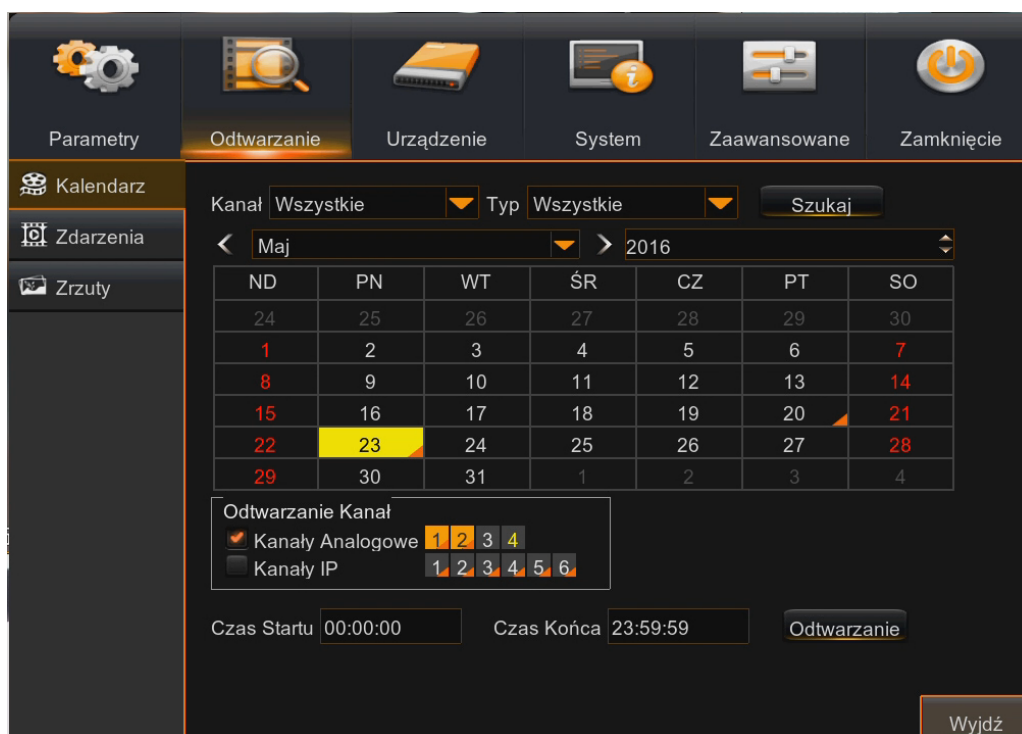 Parametry Odtwarzanie Urządzenie System Zaawansowane Zamknięcie
Kalendarz
Zdarzenia
Zrzuty
Kanał Wszystkie Typ Wszystkie Szukaj
Maj 2016
ND PN WT ŚR CZ PT SO
24 25 26 27 28 29 30
1 2 3 4 5 6 7
8 9 10 11 12 13 14
15 16 17 18 19 20 21
22 23 24 25 26 27 28
29 30 31 1 2 3 4
Odtwarzanie Kanał
Kanały Analogowe 1 2 3 4
Kanały IP 1 2 3 4 5 6
Czas Startu 00:00:00 Czas Końca 23:59:59 Odtwarzanie
Wyjdź